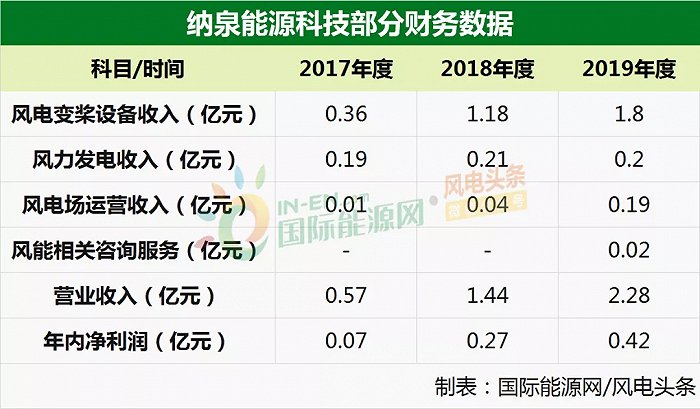 纳泉能源科技部分财务数据
科目/时间 2017年度 2018年度 2019年度
风电变桨设备收入（亿元） 0.36 1.18 1.8
风力发电收入（亿元） 0.19 0.21 0.2
风电场运营收入（亿元） 0.01 0.04 0.19
风能相关咨询服务（亿元） - - 0.02
营业收入（亿元） 0.57 1.44 2.28
年内净利润（亿元） 0.07 0.27 0.42
制表：国际能源网/风电头条
IN-EN.com
国际能源网
风电头条